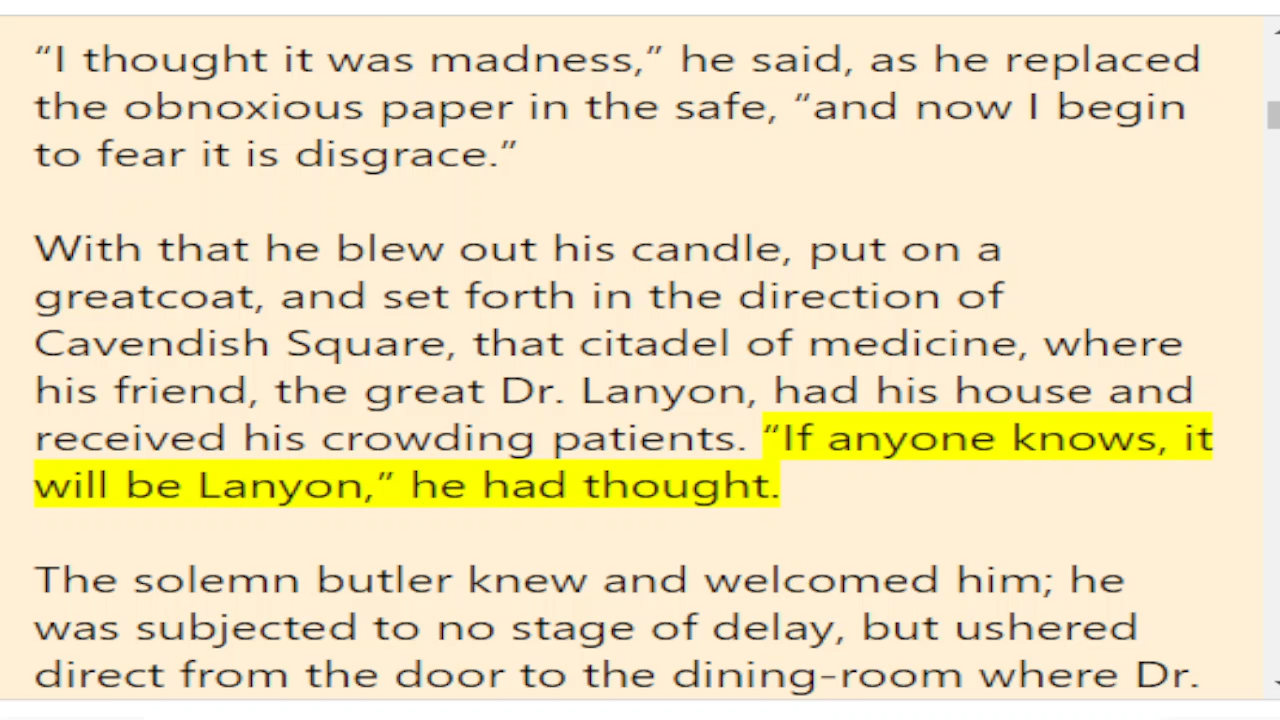 “I thought it was madness,” he said, as he replaced
the obnoxious paper in the safe, “and now I begin
to fear it is disgrace.”
With that he blew out his candle, put on a
greatcoat, and set forth in the direction of
Cavendish Square, that citadel of medicine, where
his friend, the great Dr. Lanyon, had his house and
received his crowding patients. “If anyone knows, it
will be Lanyon,” he had thought.
The solemn butler knew and welcomed him; he
was subjected to no stage of delay, but ushered
direct from the door to the dining-room where Dr.